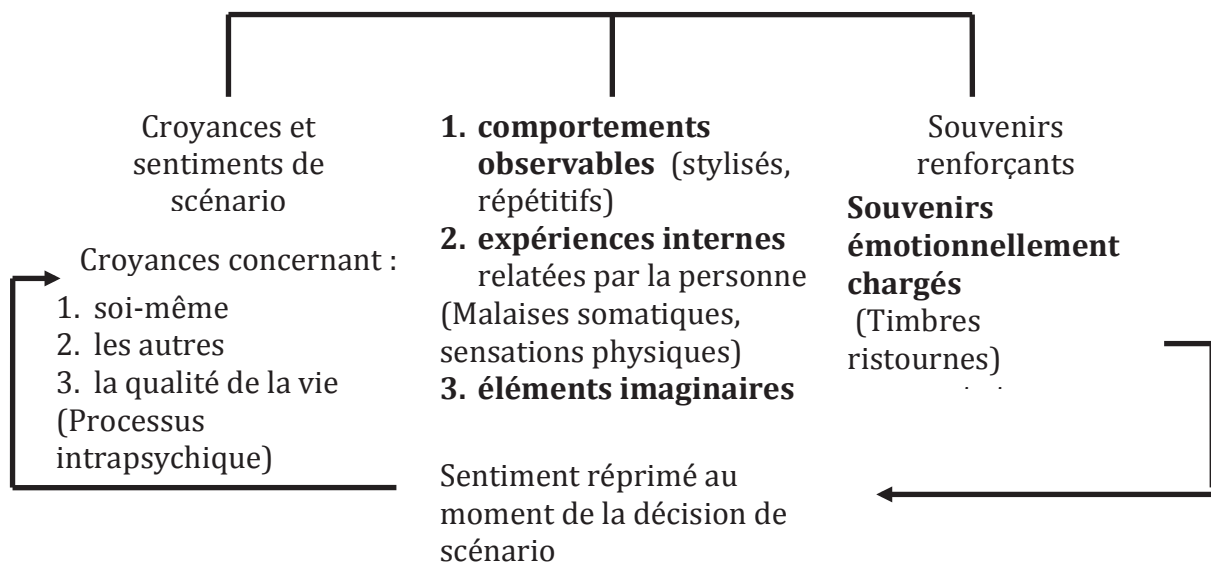 Croyances et
sentiments de
scénario
Croyances concernant :
1. soi-même
2. les autres
3. la qualité de la vie
(Processus
intrapsychique)
1. comportements
observables (stylisés,
répétitifs)
2. expériences internes
relatées par la personne
(Malaises somatiques,
sensations physiques)
3. éléments imaginaires
Souvenirs
renforçants
Souvenirs
émotionnellement
chargés
(Timbres
ristournes)
Sentiment réprimé au
moment de la décision de
scénario